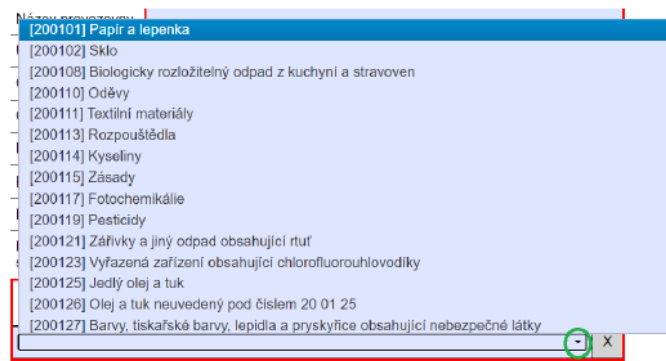 [200101] Papír a lepenka
[200102] Sklo
[200108] Biologicky rozložitelný odpad z kuchyní a stravoven
[200110] Oděvy
[200111] Textilní materiály
[200113] Rozpouštědla
[200114] Kyseliny
[200115] Zásady
[200117] Fotochemikálie
[200119] Pesticidy
[200121] Zářivky a jiný odpad obsahující rtuť
[200123] Vyřazená zařízení obsahující chlorofluorouhlovodíky
[200125] Jedlý olej a tuk
[200126] Olej a tuk neuvedený pod číslem 20 01 25
[200127] Barvy, tiskařské barvy, lepidla a pryskyřice obsahující nebezpečné látky
X